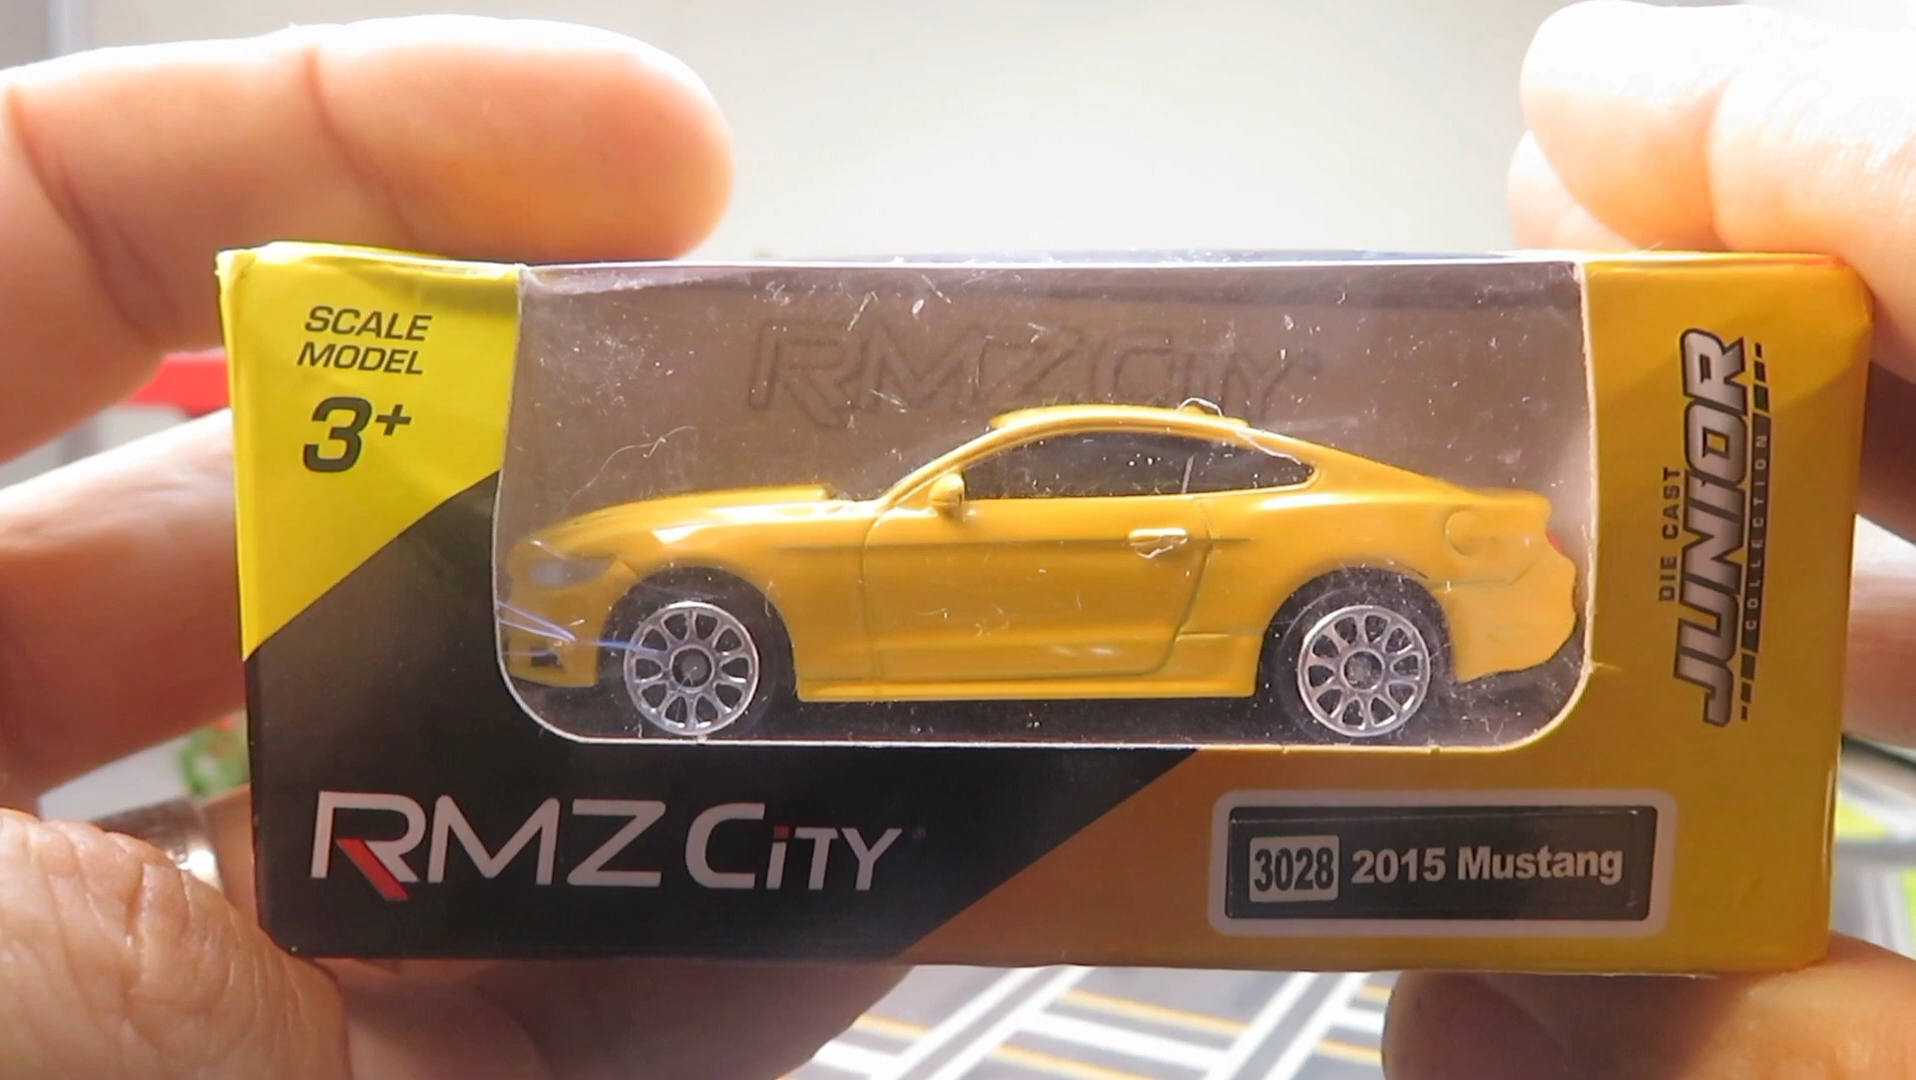 SCALE
MODEL
3+
RMZ CiTY
RMZ CiTY
3028 2015 Mustang
DIE CAST
JUNIOR
COLLECTION